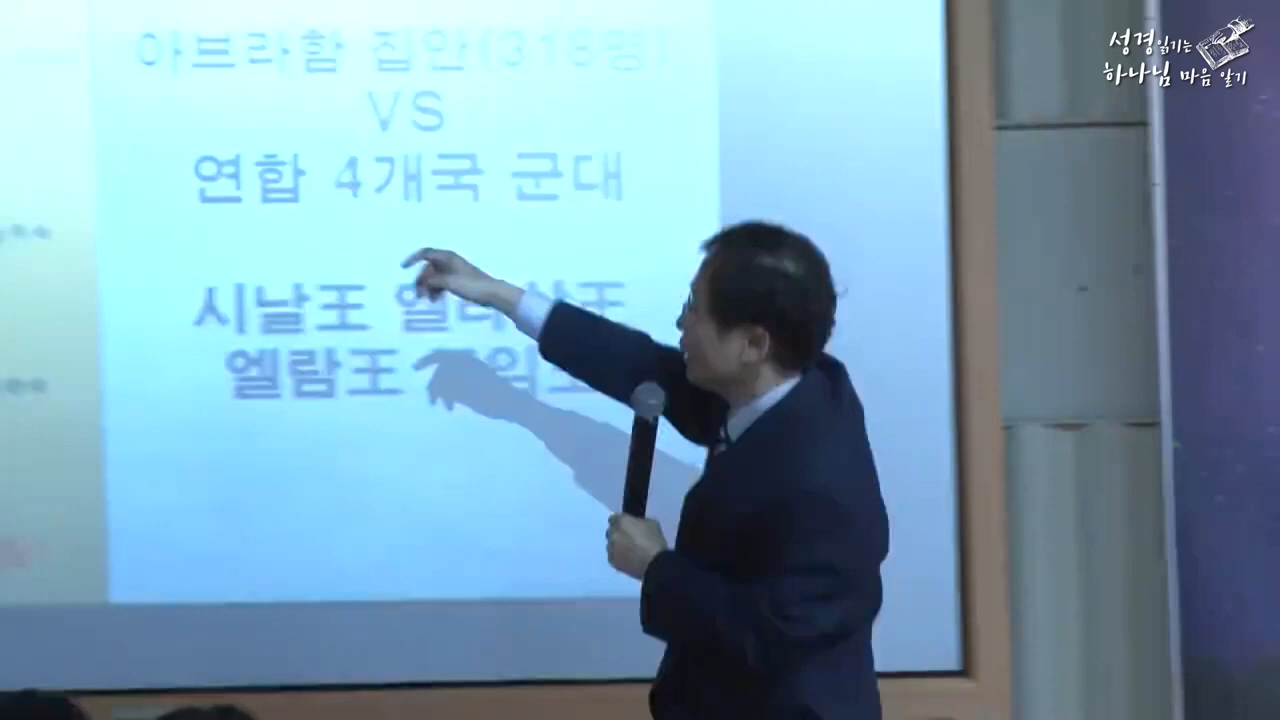 성경읽기는
하나님 마음 알기
아브라함 집안(318명)
VS
연합 4개국 군대
시날王
엘람王